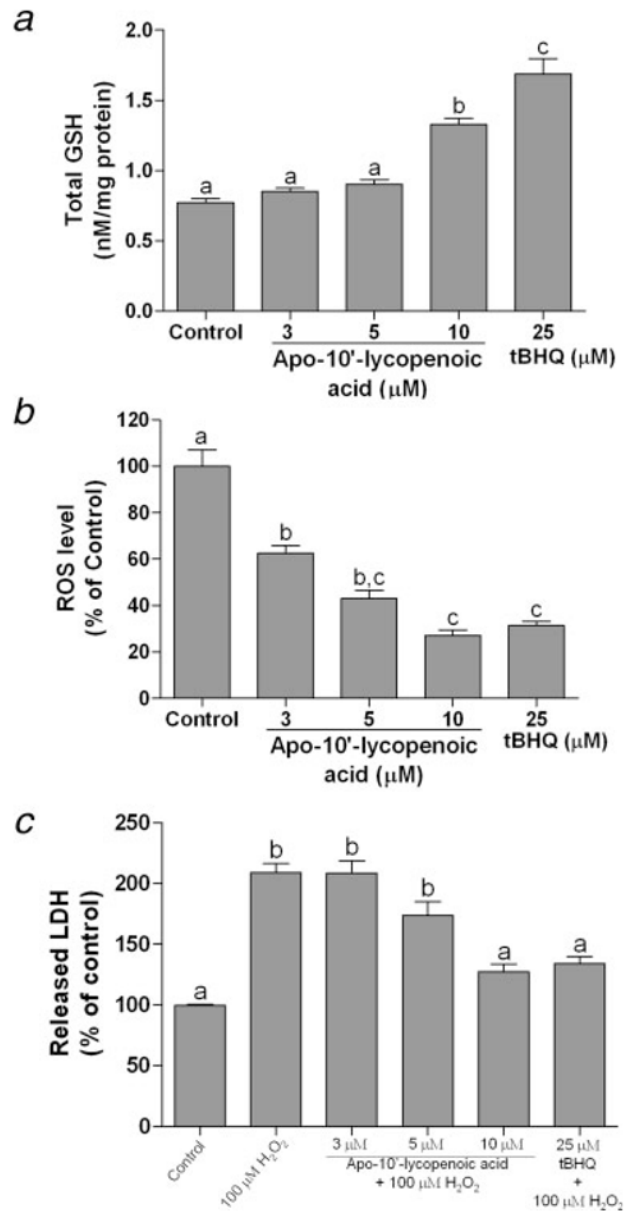 a
Total GSH
(nM/mg protein)
2.0
1.5
1.0
0.5
0.0
a
a
a
b
c
Control
3
5
10
25
Apo-10'-lycopenoic
acid (μM)
tBHQ (μM)
b
ROS level
(% of Control)
120
100
80
60
40
20
0
a
b
b,c
c
c
Control
3
5
10
25
Apo-10'-lycopenoic
acid (μM)
tBHQ (μM)
c
Released LDH
(% of control)
250
200
150
100
50
0
a
b
b
b
a
a
Control
100 μM H₂O₂
3 μM
5 μM
10 μM
Apo-10'-lycopenoic acid
+ 100 μM H₂O₂
25 μM
tBHQ
+
100 μM H₂O₂